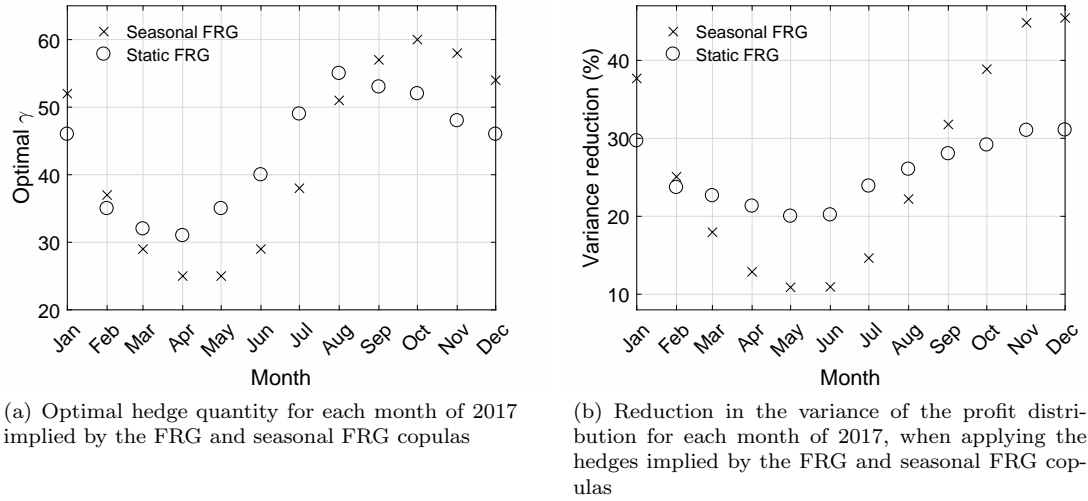 60
50
40
30
20
Optimal γ
Seasonal FRG
Static FRG
Jan Feb Mar Apr May Jun Jul Aug Sep Oct Nov Dec
Month
(a) Optimal hedge quantity for each month of 2017
implied by the FRG and seasonal FRG copulas
40
30
20
10
Variance reduction (%)
Seasonal FRG
Static FRG
Jan Feb Mar Apr May Jun Jul Aug Sep Oct Nov Dec
Month
(b) Reduction in the variance of the profit distri-
bution for each month of 2017, when applying the
hedges implied by the FRG and seasonal FRG cop-
ulas